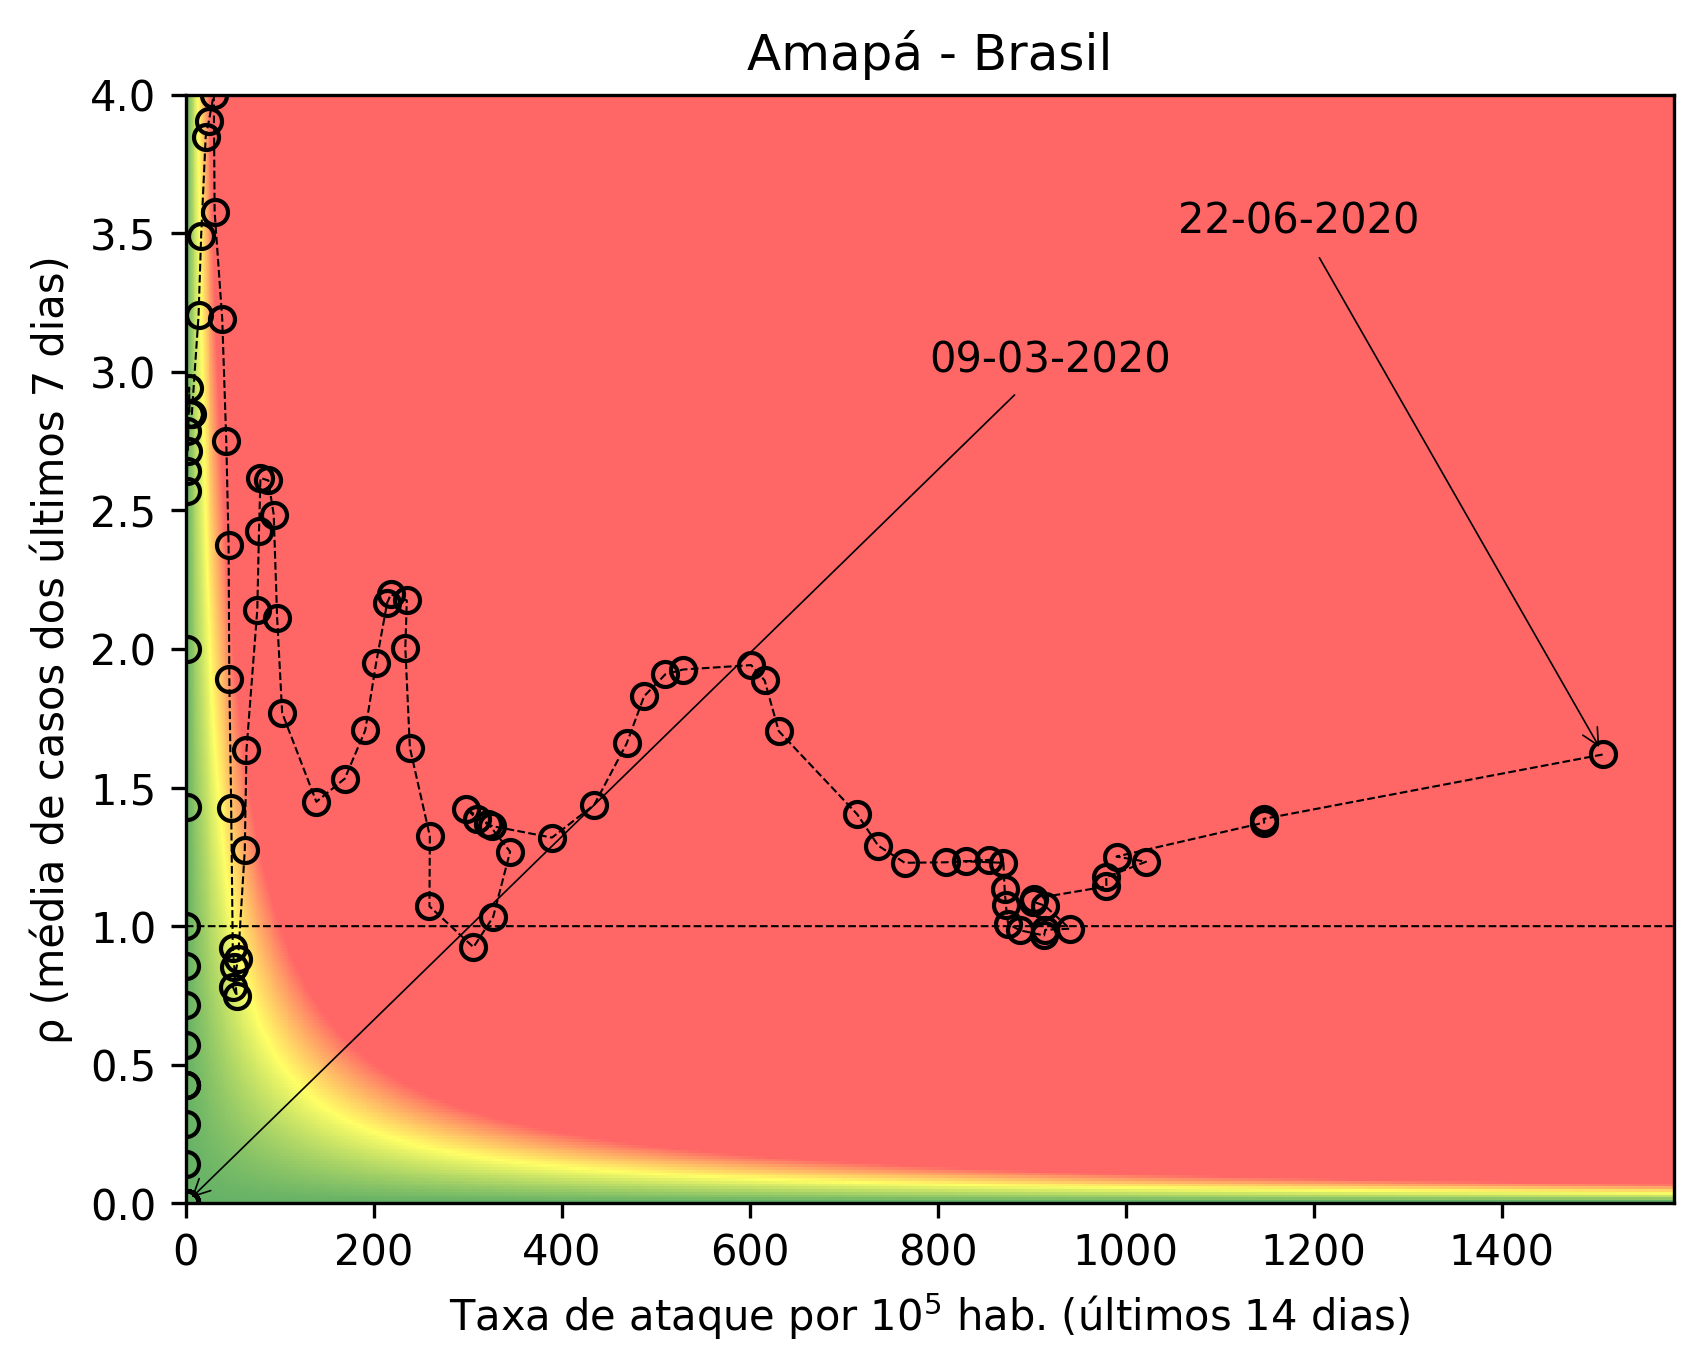 Amapá - Brasil
ρ (média de casos dos últimos 7 dias)
4.0
3.5
3.0
2.5
2.0
1.5
1.0
0.5
0.0
22-06-2020
09-03-2020
0 200 400 600 800 1000 1200 1400
Taxa de ataque por 10⁵ hab. (últimos 14 dias)